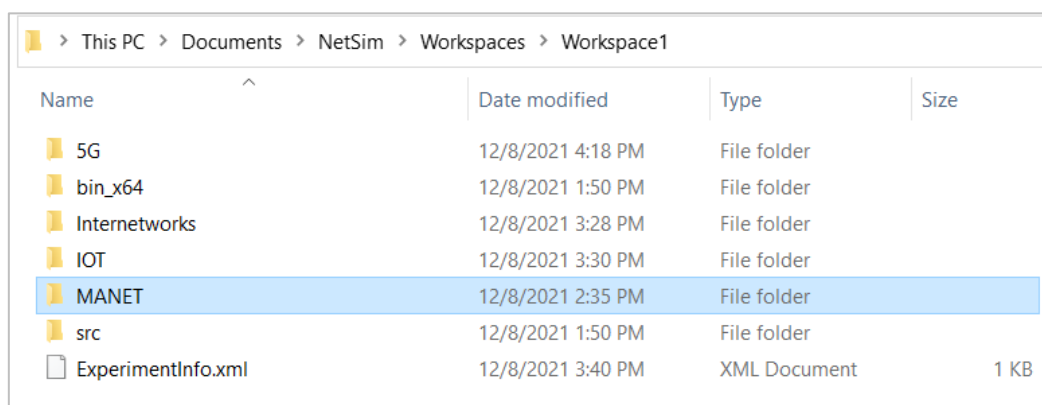 > This PC > Documents > NetSim > Workspaces > Workspace1
Name Date modified Type Size
5G 12/8/2021 4:18 PM File folder
bin_x64 12/8/2021 1:50 PM File folder
Internetworks 12/8/2021 3:28 PM File folder
IOT 12/8/2021 3:30 PM File folder
MANET 12/8/2021 2:35 PM File folder
src 12/8/2021 1:50 PM File folder
ExperimentInfo.xml 12/8/2021 3:40 PM XML Document 1 KB